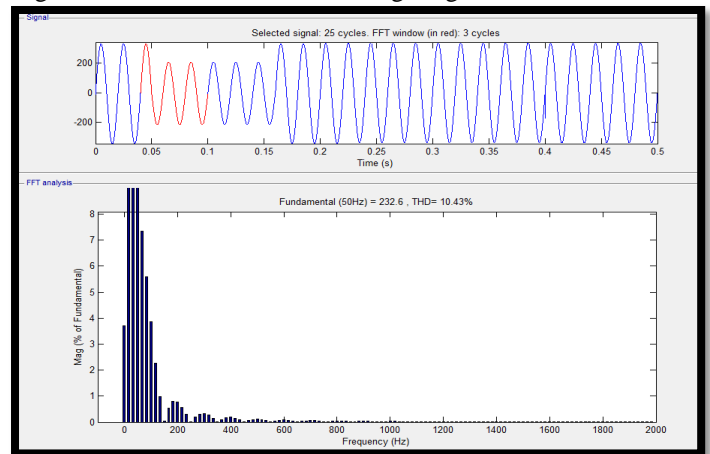 Signal
Selected signal: 25 cycles. FFT window (in red): 3 cycles
200
0
-200
0 0.05 0.1 0.15 0.2 0.25 0.3 0.35 0.4 0.45 0.5
Time (s)
FFT analysis
Fundamental (50Hz) = 232.6 , THD= 10.43%
Mag (% of Fundamental)
8
7
6
5
4
3
2
1
0
0 200 400 600 800 1000 1200 1400 1600 1800 2000
Frequency (Hz)